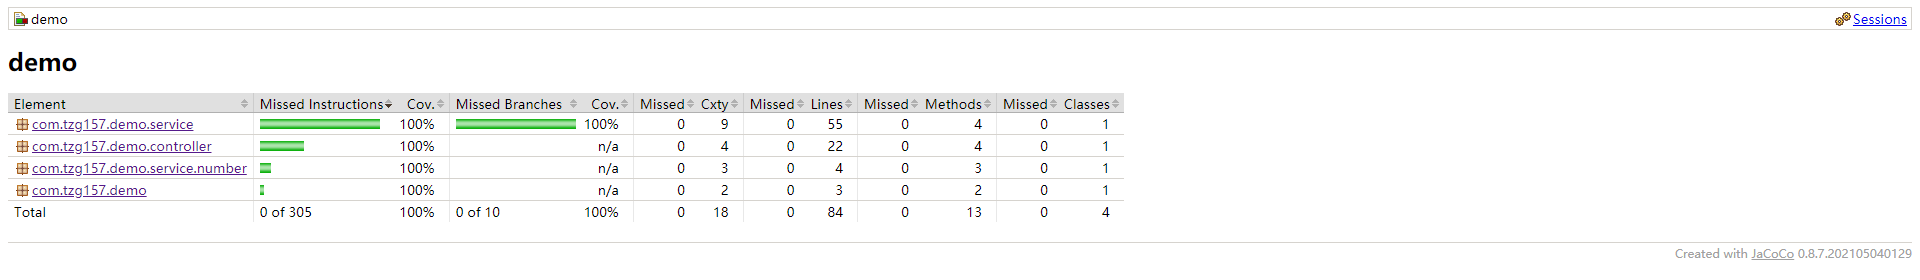 demo Sessions
demo
Element Missed Instructions Cov. Missed Branches Cov. Missed Cxty Missed Lines Missed Methods Missed Classes
com.tzg157.demo.service 100% 100% 0 9 0 55 0 4 0 1
com.tzg157.demo.controller 100% n/a 0 4 0 22 0 4 0 1
com.tzg157.demo.service.number 100% n/a 0 3 0 4 0 3 0 1
com.tzg157.demo 100% n/a 0 2 0 3 0 2 0 1
Total 0 of 305 100% 0 of 10 100% 0 18 0 84 0 13 0 4
Created with JaCoCo 0.8.7.202105040129